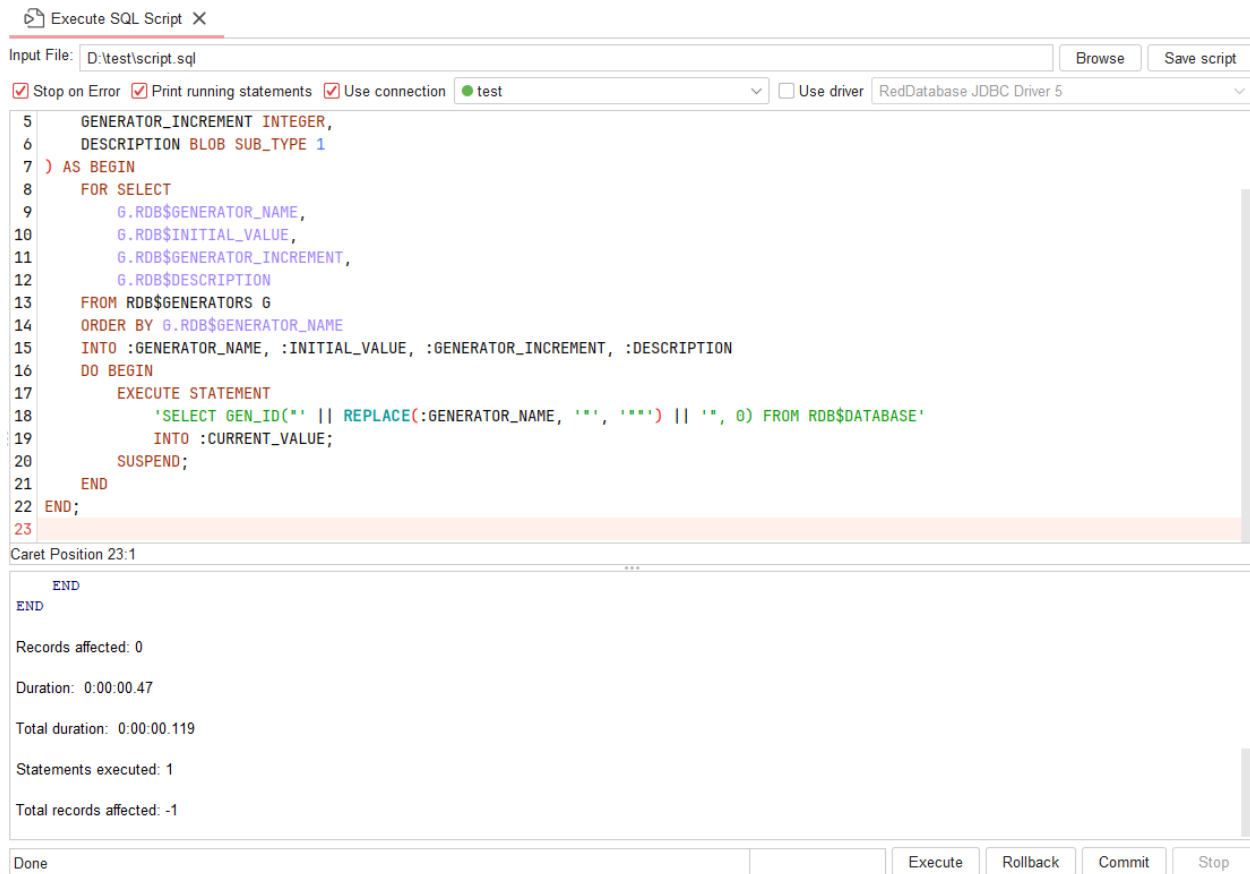 Execute SQL Script
Input File: D:\test\script.sql Browse Save script
Stop on Error Print running statements Use connection test Use driver RedDatabase JDBC Driver 5
5 GENERATOR_INCREMENT INTEGER,
6 DESCRIPTION BLOB SUB_TYPE 1
7 ) AS BEGIN
8 FOR SELECT
9 G.RDB$GENERATOR_NAME,
10 G.RDB$INITIAL_VALUE,
11 G.RDB$GENERATOR_INCREMENT,
12 G.RDB$DESCRIPTION
13 FROM RDB$GENERATORS G
14 ORDER BY G.RDB$GENERATOR_NAME
15 INTO :GENERATOR_NAME, :INITIAL_VALUE, :GENERATOR_INCREMENT, :DESCRIPTION
16 DO BEGIN
17 EXECUTE STATEMENT
18 'SELECT GEN_ID("' || REPLACE(:GENERATOR_NAME, '"', '""') || '", 0) FROM RDB$DATABASE'
19 INTO :CURRENT_VALUE;
20 SUSPEND;
21 END
22 END;
23
Caret Position 23:1
END
END
Records affected: 0
Duration: 0:00:00.47
Total duration: 0:00:00.119
Statements executed: 1
Total records affected: -1
Done Execute Rollback Commit Stop